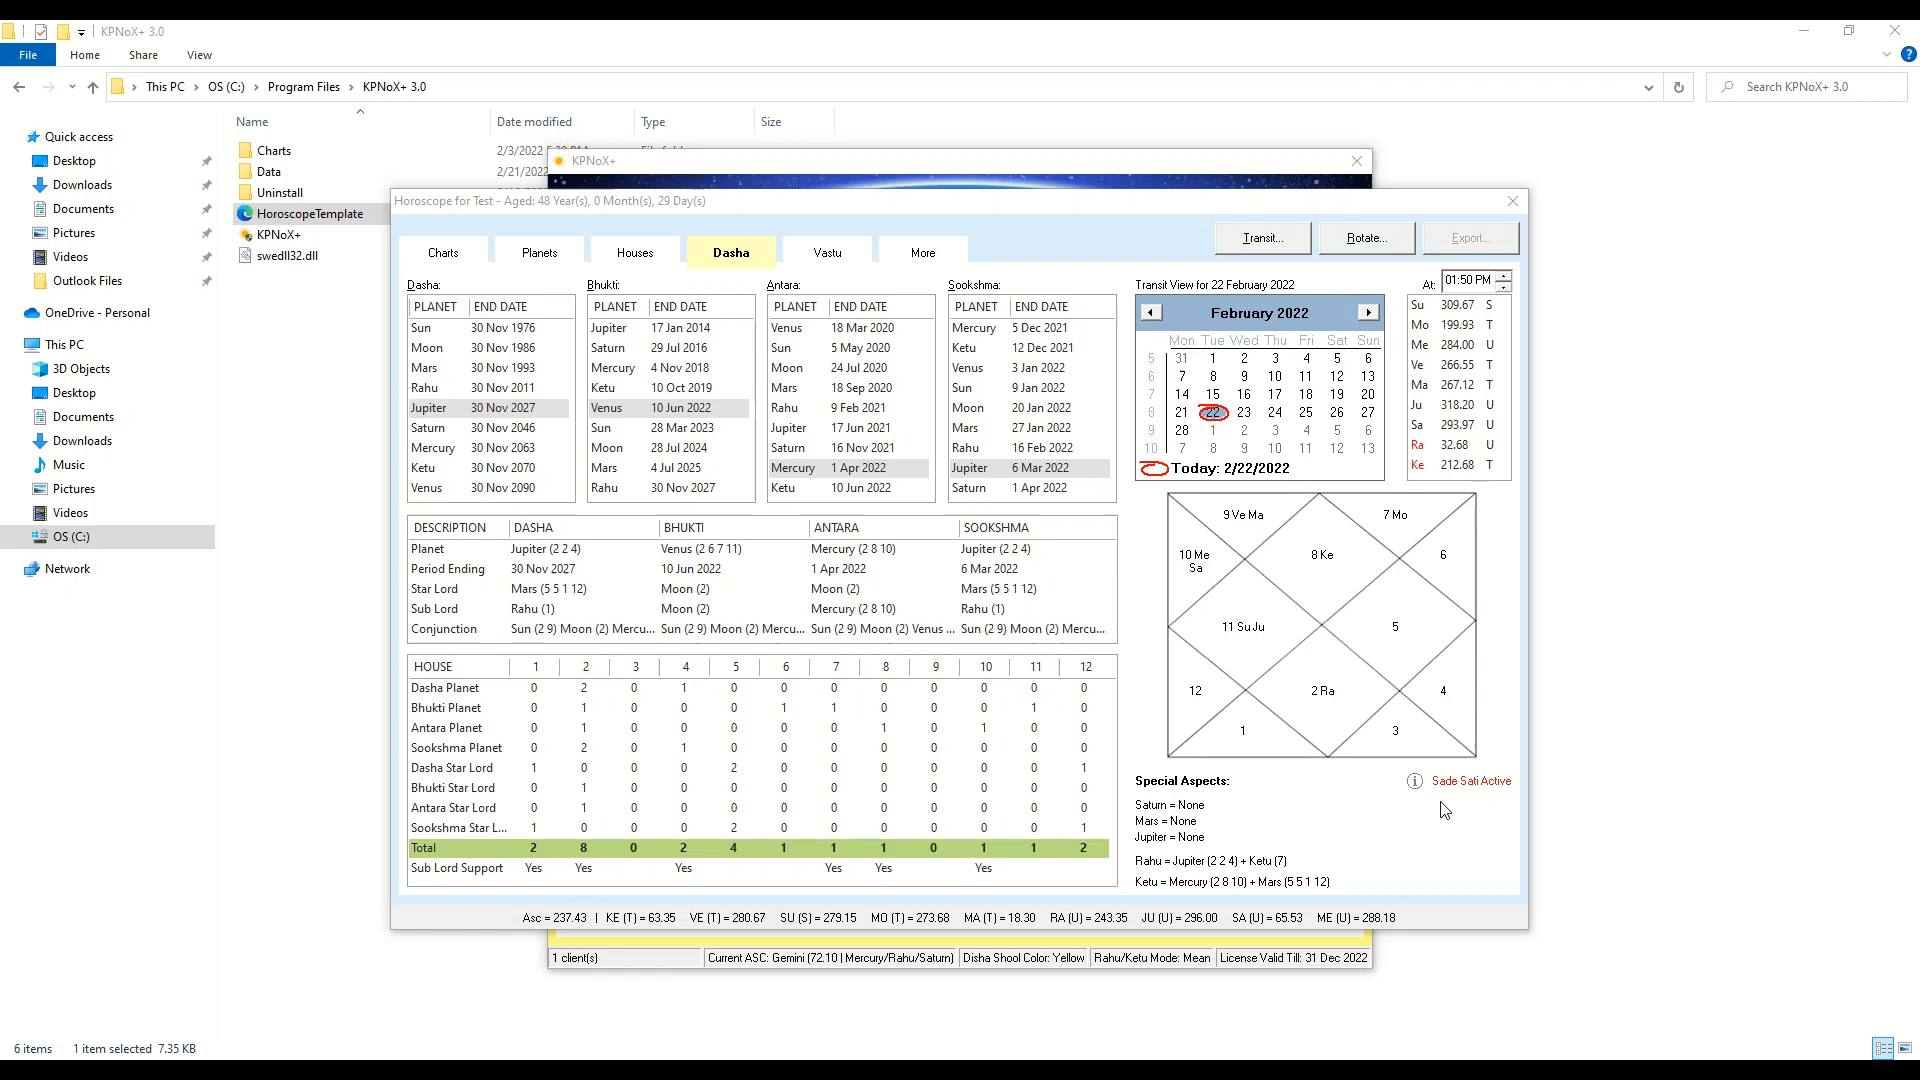 KPNoX+ 3.0
File Home Share View
This PC OS (C:) Program Files KPNoX+ 3.0
Search KPNoX+ 3.0
Name Date modified Type Size
Quick access
Desktop
Downloads
Documents
Pictures
Videos
Outlook Files
OneDrive - Personal
This PC
3D Objects
Desktop
Documents
Downloads
Music
Pictures
Videos
OS (C:)
Network
Charts
Data 2/21/2022
Uninstall
HoroscopeTemplate
KPNoX+
swedll32.dll
KPNoX+
Horoscope for Test - Aged: 48 Year(s), 0 Month(s), 29 Day(s)
Charts Planets Houses Dasha Vastu More
Transit... Rotate... Export...
Dasha:
PLANET END DATE
Sun 30 Nov 1976
Moon 30 Nov 1986
Mars 30 Nov 1993
Rahu 30 Nov 2011
Jupiter 30 Nov 2027
Saturn 30 Nov 2046
Mercury 30 Nov 2063
Ketu 30 Nov 2070
Venus 30 Nov 2090
Bhukti:
PLANET END DATE
Jupiter 17 Jan 2014
Saturn 29 Jul 2016
Mercury 4 Nov 2018
Ketu 10 Oct 2019
Venus 10 Jun 2022
Sun 28 Mar 2023
Moon 28 Jul 2024
Mars 4 Jul 2025
Rahu 30 Nov 2027
Antara:
PLANET END DATE
Venus 18 Mar 2020
Sun 5 May 2020
Moon 24 Jul 2020
Mars 18 Sep 2020
Rahu 9 Feb 2021
Jupiter 17 Jun 2021
Saturn 16 Nov 2021
Mercury 1 Apr 2022
Ketu 10 Jun 2022
Sookshma:
PLANET END DATE
Mercury 5 Dec 2021
Ketu 12 Dec 2021
Venus 3 Jan 2022
Sun 9 Jan 2022
Moon 20 Jan 2022
Mars 27 Jan 2022
Rahu 16 Feb 2022
Jupiter 6 Mar 2022
Saturn 1 Apr 2022
DESCRIPTION DASHA BHUKTI ANTARA SOOKSHMA
Planet Jupiter (2 2 4) Venus (2 6 7 11) Mercury (2 8 10) Jupiter (2 2 4)
Period Ending 30 Nov 2027 10 Jun 2022 1 Apr 2022 6 Mar 2022
Star Lord Mars (5 5 1 12) Moon (2) Moon (2) Mars (5 5 1 12)
Sub Lord Rahu (1) Moon (2) Mercury (2 8 10) Rahu (1)
Conjunction Sun (2 9) Moon (2) Mercu... Sun (2 9) Moon (2) Mercu... Sun (2 9) Moon (2) Venus ... Sun (2 9) Moon (2) Mercu...
HOUSE 1 2 3 4 5 6 7 8 9 10 11 12
Dasha Planet 0 2 0 1 0 0 0 0 0 0 0 0
Bhukti Planet 0 1 0 0 0 1 1 0 0 0 1 0
Antara Planet 0 1 0 0 0 0 0 1 0 1 0 0
Sookshma Planet 0 2 0 1 0 0 0 0 0 0 0 0
Dasha Star Lord 1 0 0 0 2 0 0 0 0 0 0 1
Bhukti Star Lord 0 1 0 0 0 0 0 0 0 0 0 0
Antara Star Lord 0 1 0 0 0 0 0 0 0 0 0 0
Sookshma Star L... 1 0 0 0 2 0 0 0 0 0 0 1
Total 2 8 0 2 4 1 1 1 0 1 1 2
Sub Lord Support Yes Yes Yes Yes Yes Yes
Transit View for 22 February 2022 At: 01:50 PM
February 2022
Mon Tue Wed Thu Fri Sat Sun
5 31 1 2 3 4 5 6
6 7 8 9 10 11 12 13
7 14 15 16 17 18 19 20
8 21 22 23 24 25 26 27
9 28 1 2 3 4 5 6
10 7 8 9 10 11 12 13
Today: 2/22/2022
Su 309.67 S
Mo 199.93 T
Me 284.00 U
Ve 266.55 T
Ma 267.12 T
Ju 318.20 U
Sa 293.97 U
Ra 32.68 U
Ke 212.68 T
9 Ve Ma 7 Mo
10 Me
Sa
8 Ke 6
11 Su Ju 5
12 2 Ra 4
1 3
Special Aspects: Sade Sati Active
Saturn = None
Mars = None
Jupiter = None
Rahu = Jupiter (2 2 4) + Ketu (7)
Ketu = Mercury (2 8 10) + Mars (5 5 1 12)
Asc = 237.43 | KE (T) = 63.35 VE (T) = 280.67 SU (S) = 279.15 MO (T) = 273.68 MA (T) = 18.30 RA (U) = 243.35 JU (U) = 296.00 SA (U) = 65.53 ME (U) = 288.18
1 client(s) Current ASC: Gemini (72.10 | Mercury/Rahu/Saturn) Disha Shool Color: Yellow Rahu/Ketu Mode: Mean License Valid Till: 31 Dec 2022
6 items 1 item selected 7.35 KB